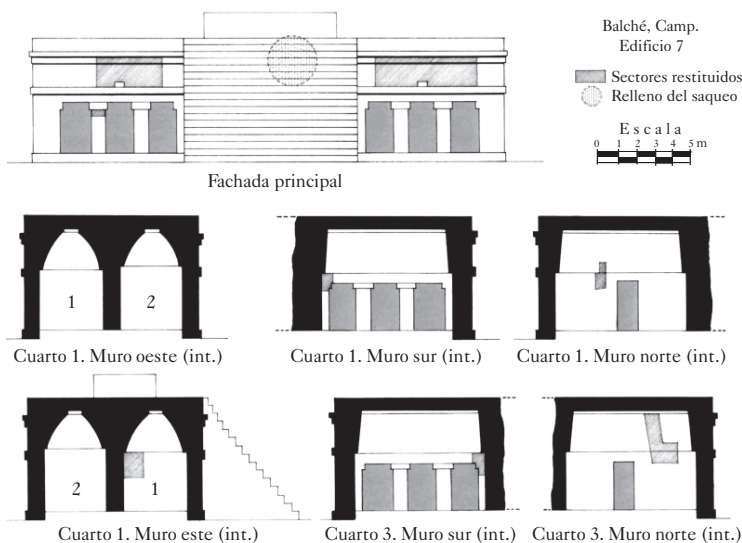 Balché, Camp.
Edificio 7
Sectores restituidos
Relleno del saqueo
Escala
0 1 2 3 4 5 m
Fachada principal
1 2
Cuarto 1. Muro oeste (int.)
Cuarto 1. Muro sur (int.)
Cuarto 1. Muro norte (int.)
2 1
Cuarto 1. Muro este (int.)
Cuarto 3. Muro sur (int.)
Cuarto 3. Muro norte (int.)